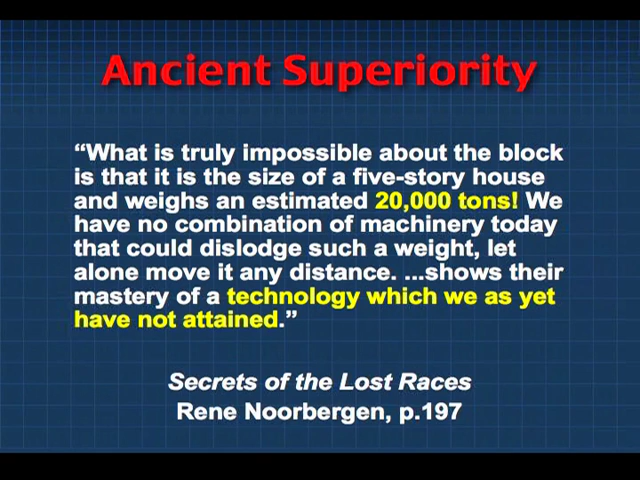 Ancient Superiority
“What is truly impossible about the block
is that it is the size of a five-story house
and weighs an estimated 20,000 tons! We
have no combination of machinery today
that could dislodge such a weight, let
alone move it any distance. ...shows their
mastery of a technology which we as yet
have not attained.”
Secrets of the Lost Races
Rene Noorbergen, p.197